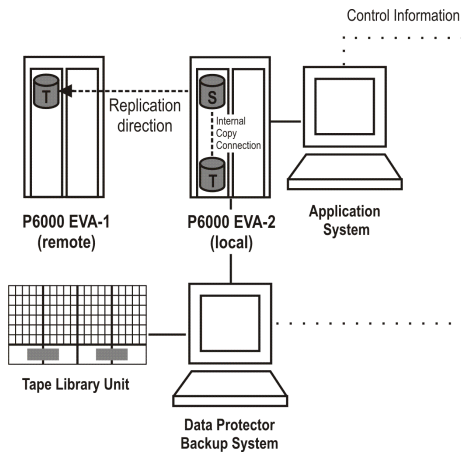 Control Information
T
Replication
direction
S
Internal
Copy
Connection
T
P6000 EVA-1
(remote)
P6000 EVA-2
(local)
Application
System
Tape Library Unit
Data Protector
Backup System